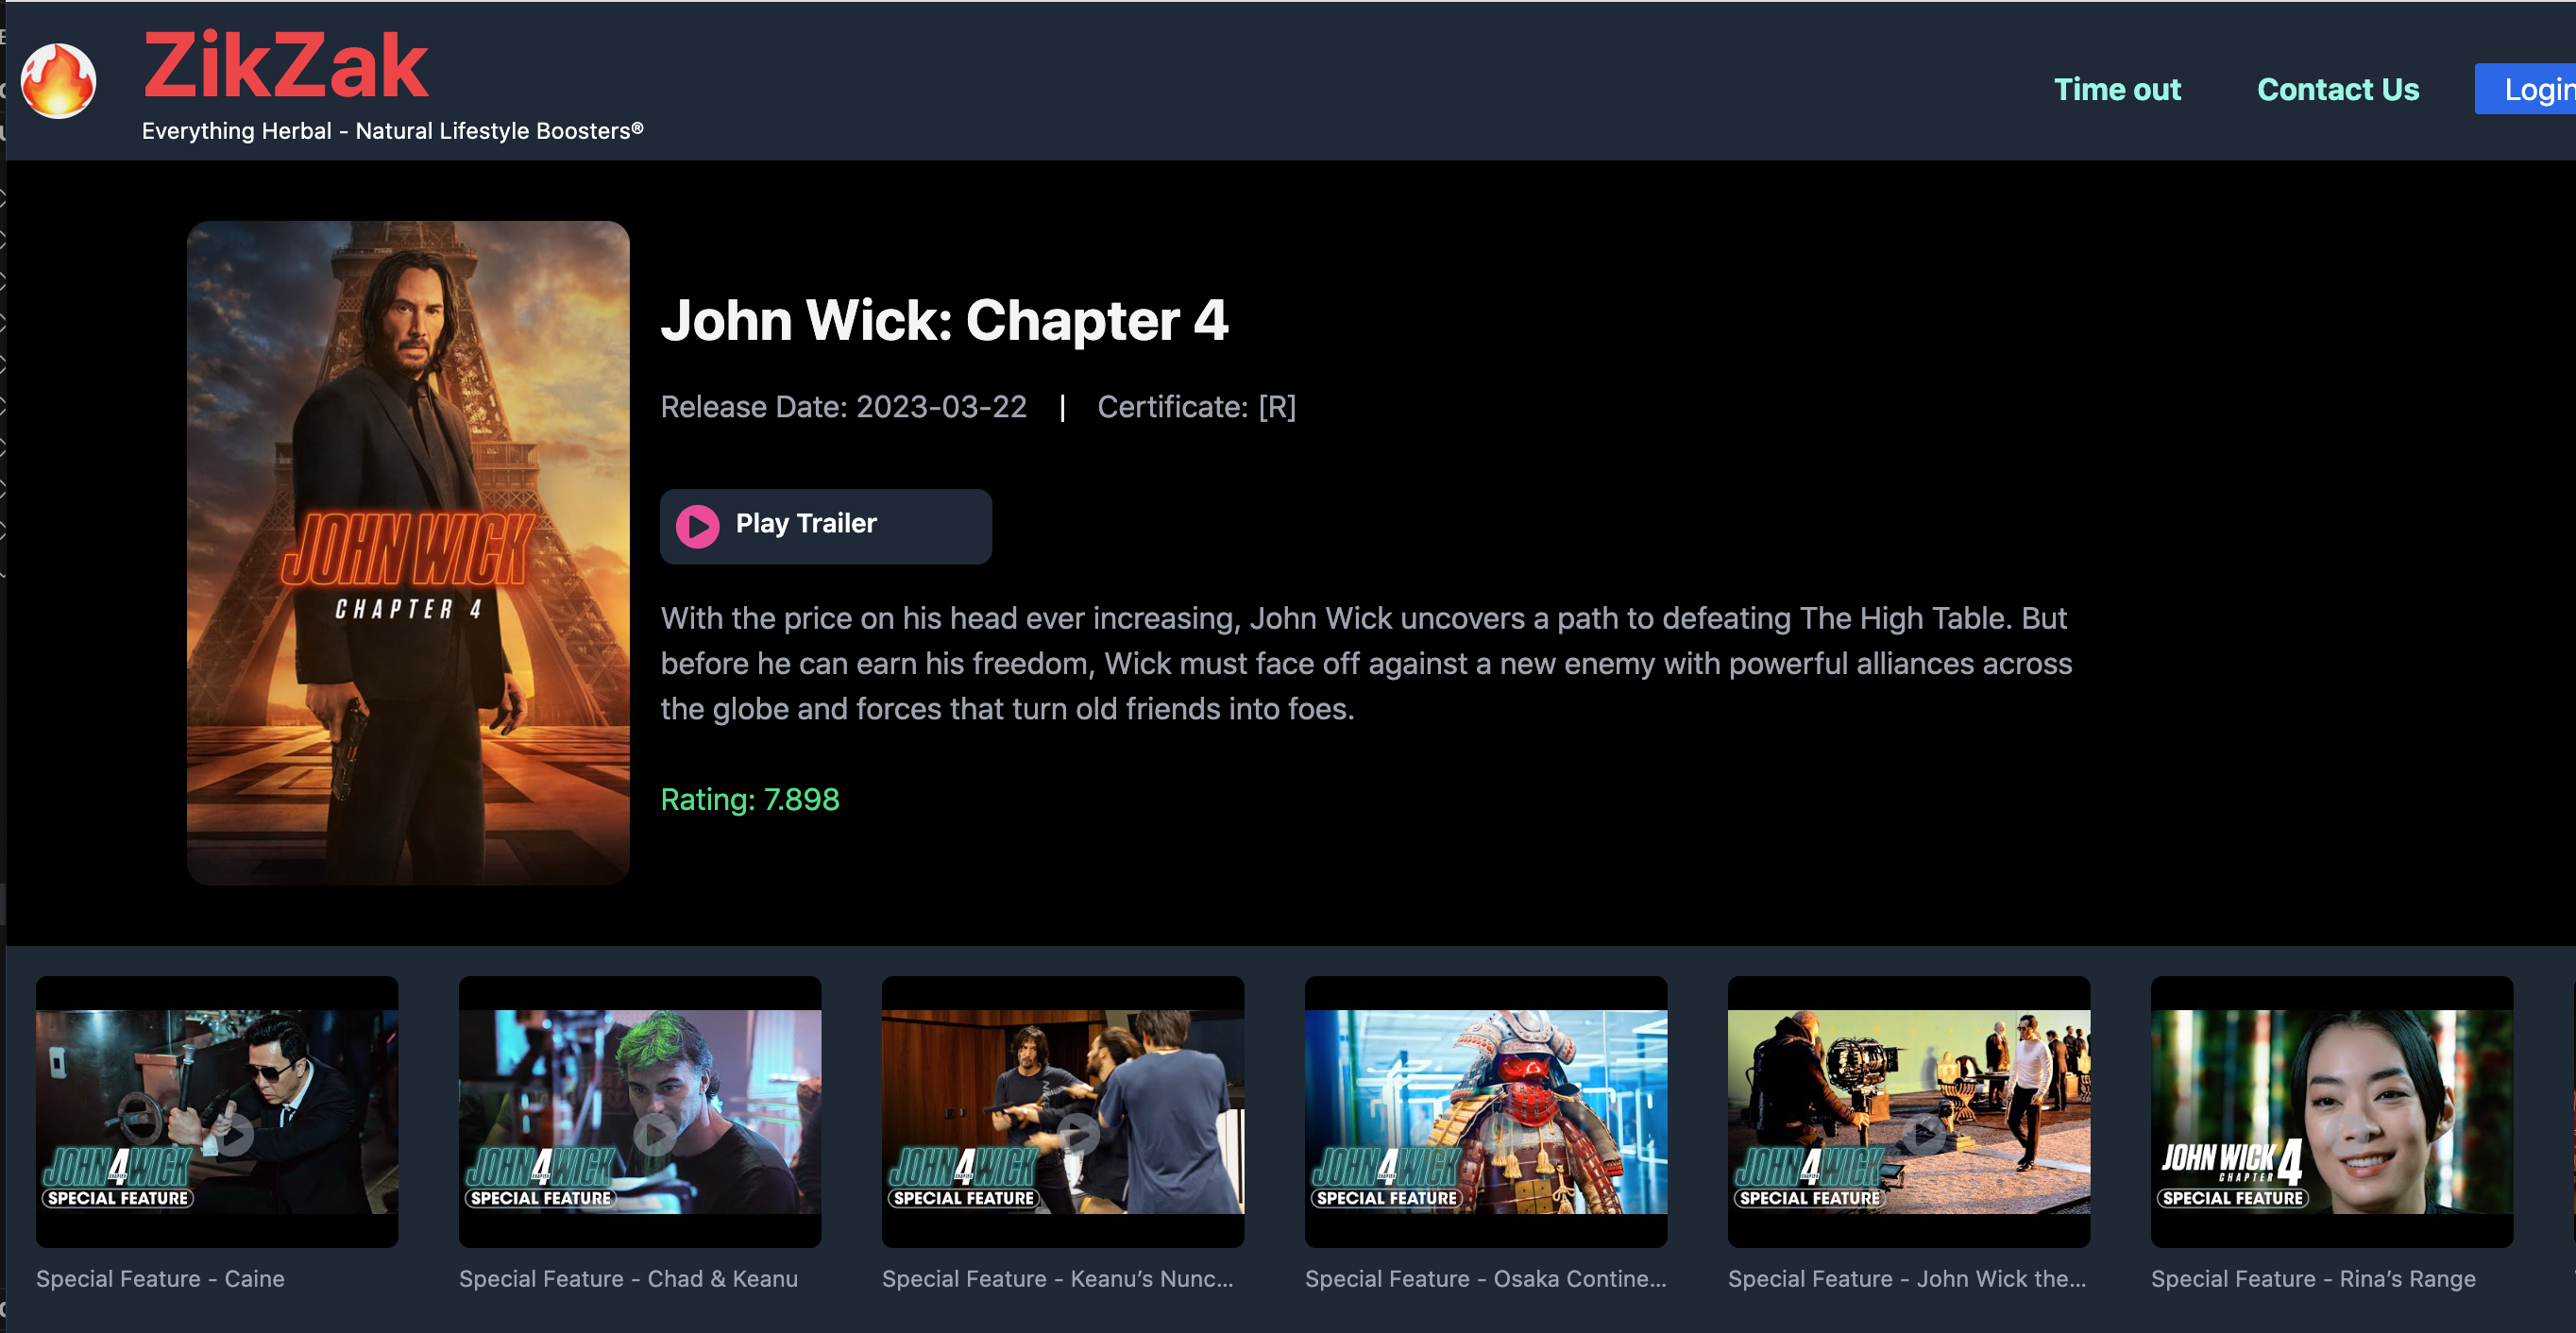 ZikZak
Everything Herbal - Natural Lifestyle Boosters®
Time out
Contact Us
Login
John Wick: Chapter 4
Release Date: 2023-03-22 | Certificate: [R]
Play Trailer
With the price on his head ever increasing, John Wick uncovers a path to defeating The High Table. But
before he can earn his freedom, Wick must face off against a new enemy with powerful alliances across
the globe and forces that turn old friends into foes.
Rating: 7.898
JOHN WICK
CHAPTER 4
JOHN 4 WICK
CHAPTER
SPECIAL FEATURE
Special Feature - Caine
JOHN 4 WICK
CHAPTER
SPECIAL FEATURE
Special Feature - Chad & Keanu
JOHN 4 WICK
CHAPTER
SPECIAL FEATURE
Special Feature - Keanu’s Nunc...
JOHN 4 WICK
CHAPTER
SPECIAL FEATURE
Special Feature - Osaka Contine...
JOHN 4 WICK
CHAPTER
SPECIAL FEATURE
Special Feature - John Wick the...
JOHN WICK 4
CHAPTER
SPECIAL FEATURE
Special Feature - Rina’s Range